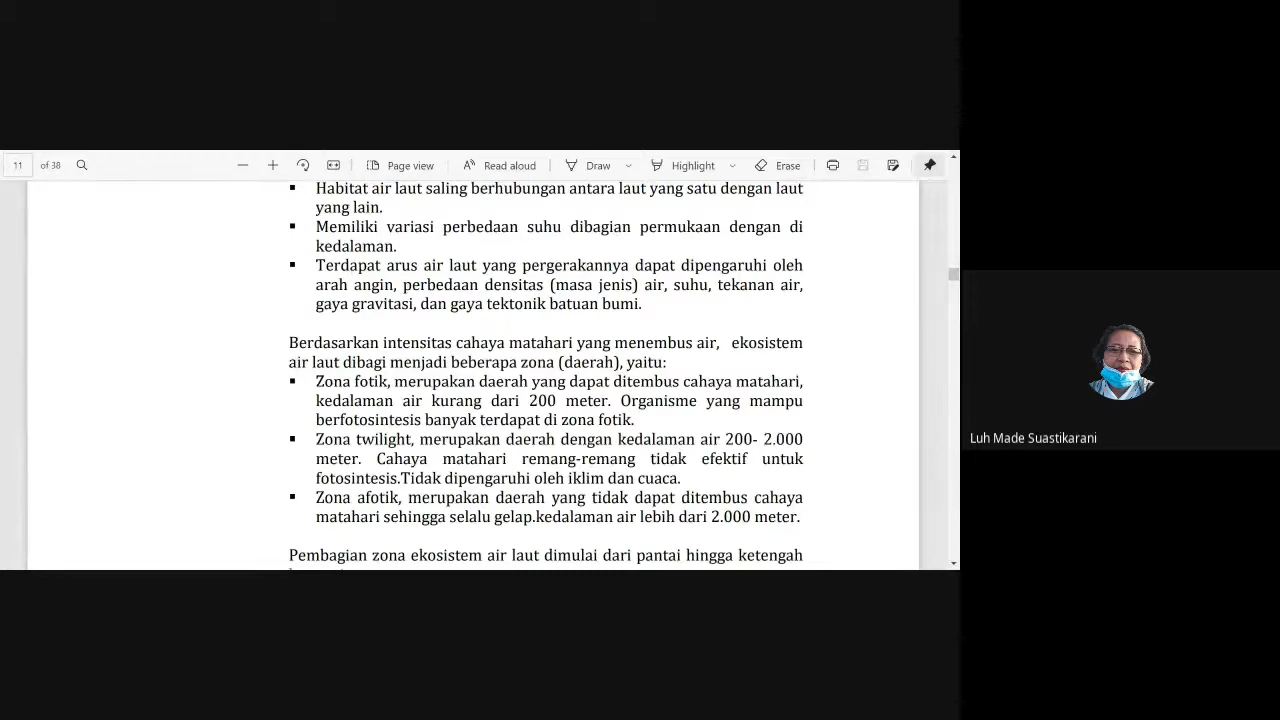 11 of 38 Page view Read aloud Draw Highlight Erase
▪ Habitat air laut saling berhubungan antara laut yang satu dengan laut
yang lain.
▪ Memiliki variasi perbedaan suhu dibagian permukaan dengan di
kedalaman.
▪ Terdapat arus air laut yang pergerakannya dapat dipengaruhi oleh
arah angin, perbedaan densitas (masa jenis) air, suhu, tekanan air,
gaya gravitasi, dan gaya tektonik batuan bumi.
Berdasarkan intensitas cahaya matahari yang menembus air, ekosistem
air laut dibagi menjadi beberapa zona (daerah), yaitu:
▪ Zona fotik, merupakan daerah yang dapat ditembus cahaya matahari,
kedalaman air kurang dari 200 meter. Organisme yang mampu
berfotosintesis banyak terdapat di zona fotik.
▪ Zona twilight, merupakan daerah dengan kedalaman air 200- 2.000
meter. Cahaya matahari remang-remang tidak efektif untuk
fotosintesis.Tidak dipengaruhi oleh iklim dan cuaca.
▪ Zona afotik, merupakan daerah yang tidak dapat ditembus cahaya
matahari sehingga selalu gelap.kedalaman air lebih dari 2.000 meter.
Pembagian zona ekosistem air laut dimulai dari pantai hingga ketengah
Luh Made Suastikarani